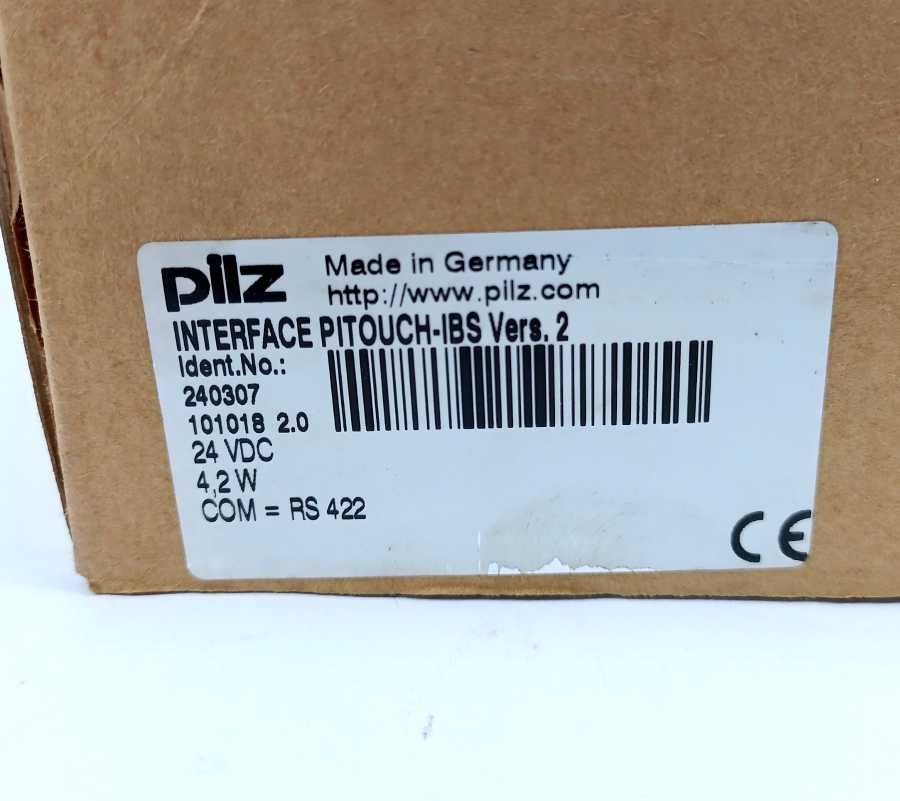 pilz
Made in Germany
http://www.pilz.com
INTERFACE PITOUCH-IBS Vers. 2
Ident.No.:
240307
101018 2.0
24 VDC
4,2 W
COM = RS 422
CE